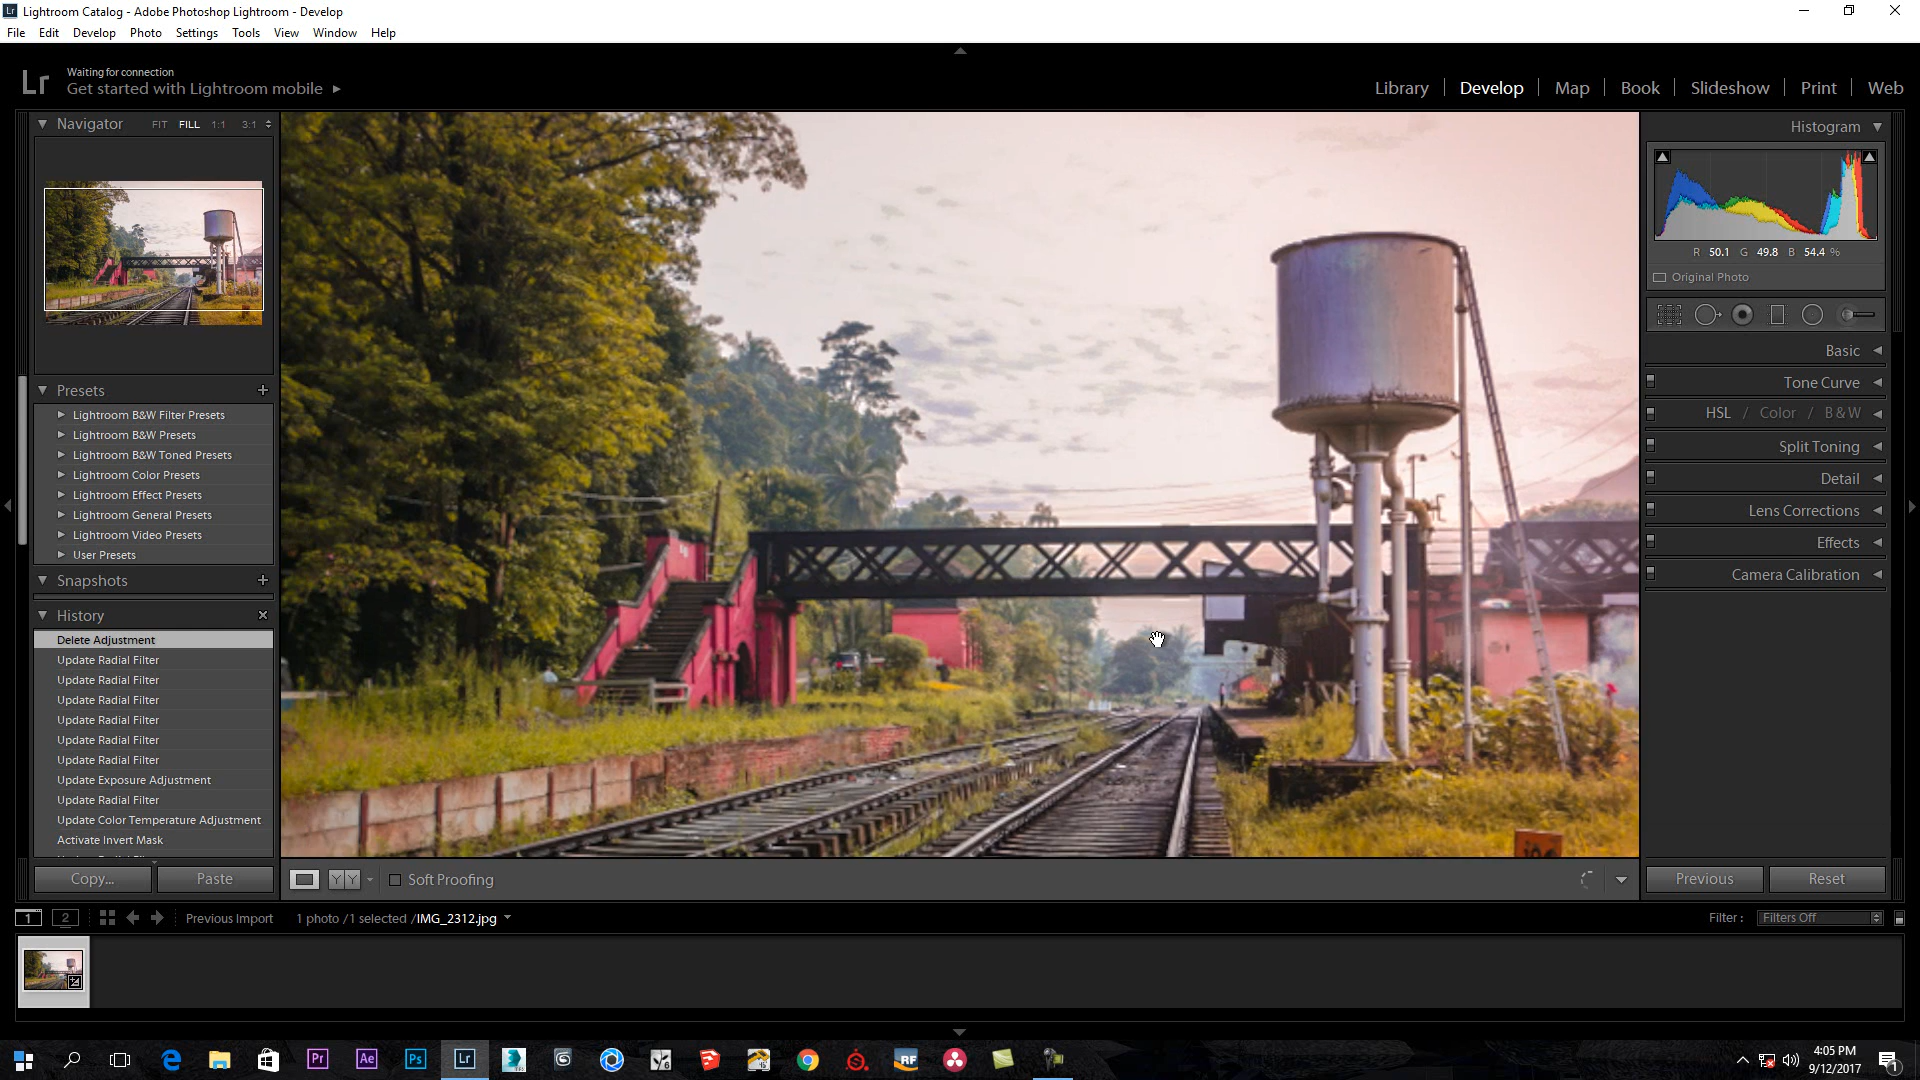 Lightroom Catalog - Adobe Photoshop Lightroom - Develop
File Edit Develop Photo Settings Tools View Window Help
Lr
Waiting for connection
Get started with Lightroom mobile
Library Develop Map Book Slideshow Print Web
Navigator FIT FILL 1:1 3:1
Histogram
R 50.1 G 49.8 B 54.4 %
Original Photo
Basic
Tone Curve
HSL / Color / B & W
Split Toning
Detail
Lens Corrections
Effects
Camera Calibration
Presets
Lightroom B&W Filter Presets
Lightroom B&W Presets
Lightroom B&W Toned Presets
Lightroom Color Presets
Lightroom Effect Presets
Lightroom General Presets
Lightroom Video Presets
User Presets
Snapshots
History
Delete Adjustment
Update Radial Filter
Update Radial Filter
Update Radial Filter
Update Radial Filter
Update Radial Filter
Update Radial Filter
Update Exposure Adjustment
Update Radial Filter
Update Color Temperature Adjustment
Activate Invert Mask
Copy... Paste
YY Soft Proofing
Previous Reset
1 2 Previous Import 1 photo /1 selected /IMG_2312.jpg
Filter : Filters Off
Pr Ae Ps Lr RF
4:05 PM
9/12/2017
1